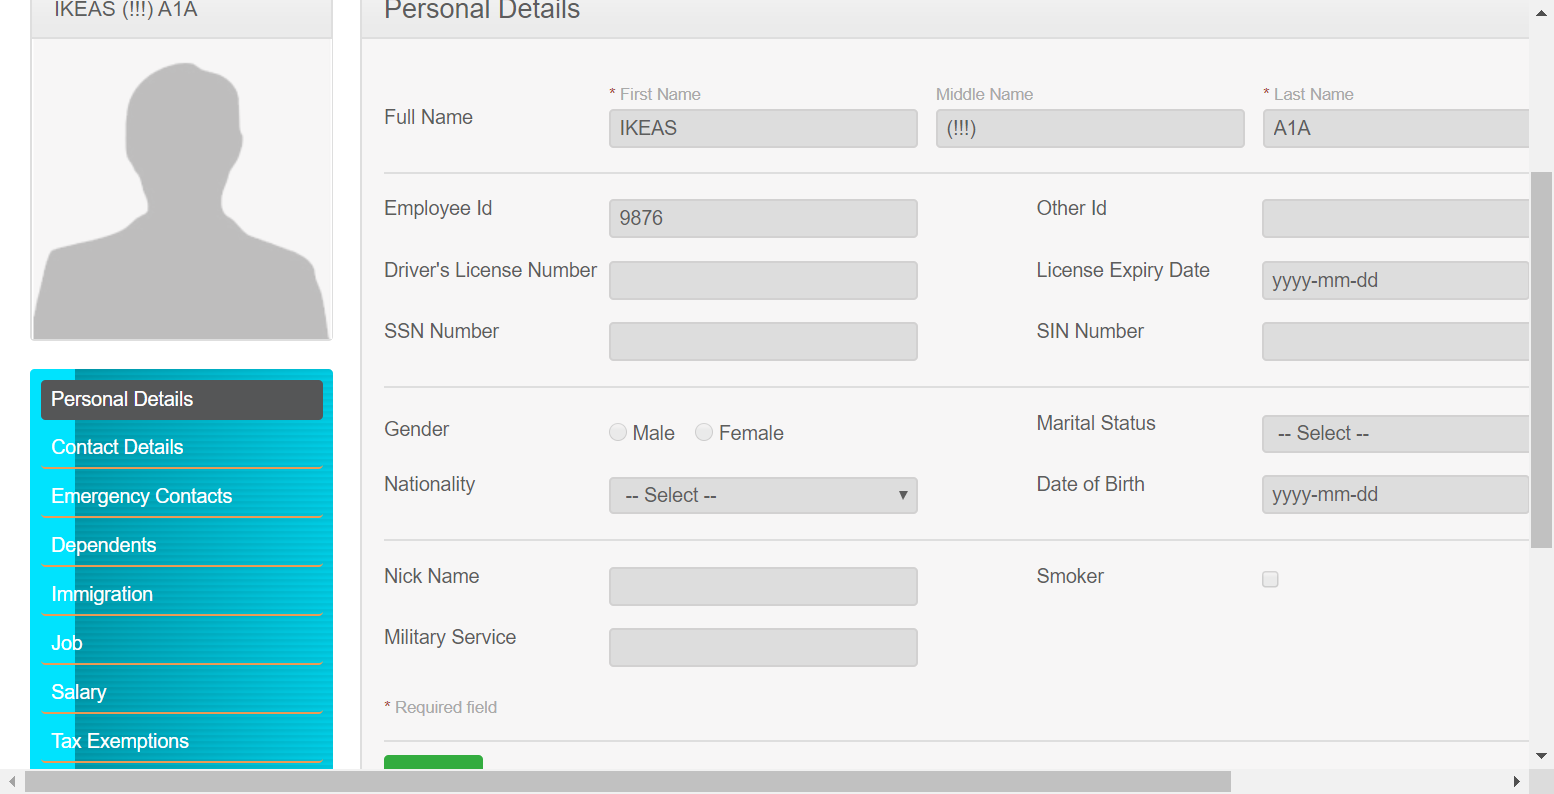 IKEAS (!!!) A1A
Personal Details
Contact Details
Emergency Contacts
Dependents
Immigration
Job
Salary
Tax Exemptions
Personal Details
* First Name
Middle Name
* Last Name
Full Name
IKEAS
(!!!)
A1A
Employee Id
9876
Other Id
Driver's License Number
License Expiry Date
yyyy-mm-dd
SSN Number
SIN Number
Gender
Male
Female
Marital Status
-- Select --
Nationality
-- Select --
Date of Birth
yyyy-mm-dd
Nick Name
Smoker
Military Service
* Required field